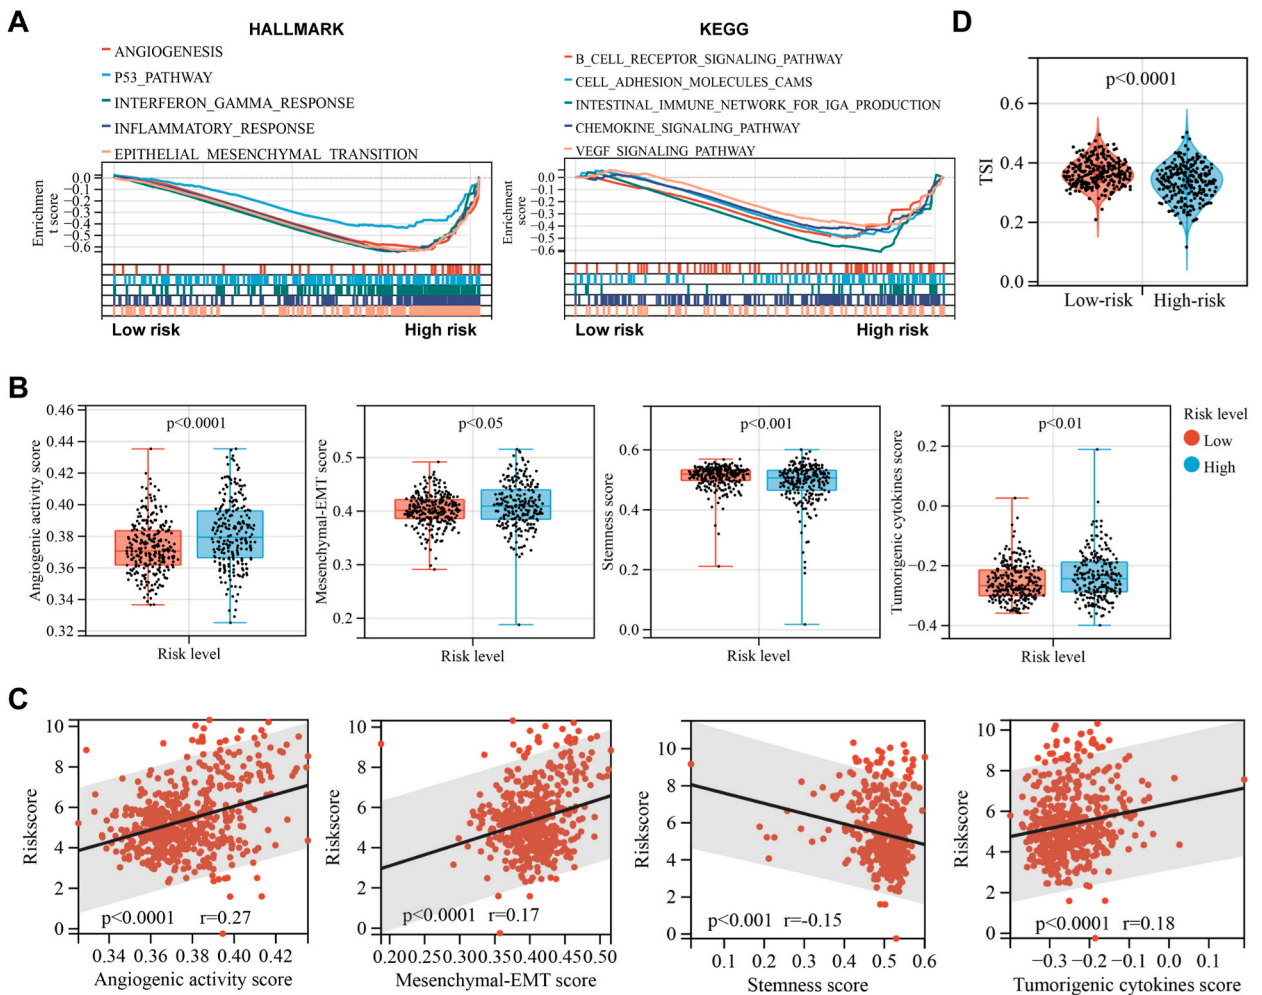 A
HALLMARK
ANGIOGENESIS
P53_PATHWAY
INTERFERON_GAMMA_RESPONSE
INFLAMMATORY_RESPONSE
EPITHELIAL_MESENCHYMAL_TRANSITION
Enrichmen
t score
0.0
−0.1
−0.2
−0.3
−0.4
−0.5
−0.6
Low risk
High risk
KEGG
B_CELL_RECEPTOR_SIGNALING_PATHWAY
CELL_ADHESION_MOLECULES_CAMS
INTESTINAL_IMMUNE_NETWORK_FOR_IGA_PRODUCTION
CHEMOKINE_SIGNALING_PATHWAY
VEGF_SIGNALING_PATHWAY
Enrichment
score
0.0
−0.1
−0.2
−0.3
−0.4
−0.5
−0.6
Low risk
High risk
D
p<0.0001
TSI
0.6
0.4
0.2
0.0
Low-risk
High-risk
B
Angiogenic activity score
0.46
0.44
0.42
0.40
0.38
0.36
0.34
0.32
p<0.0001
Risk level
Mesenchymal-EMT score
0.5
0.4
0.3
0.2
p<0.05
Risk level
Stemness score
0.6
0.4
0.2
0.0
p<0.001
Risk level
Tumorigenic cytokines score
0.2
0.0
−0.2
−0.4
p<0.01
Risk level
Risk level
Low
High
C
Riskscore
10
8
6
4
2
0
p<0.0001 r=0.27
0.34 0.36 0.38 0.40 0.42
Angiogenic activity score
Riskscore
10
8
6
4
2
0
p<0.0001 r=0.17
0.20 0.25 0.30 0.35 0.40 0.45 0.50
Mesenchymal-EMT score
Riskscore
10
8
6
4
2
0
p<0.001 r=-0.15
0.1 0.2 0.3 0.4 0.5 0.6
Stemness score
Riskscore
10
8
6
4
2
0
p<0.0001 r=0.18
−0.3 −0.2 −0.1 0.0 0.1
Tumorigenic cytokines score